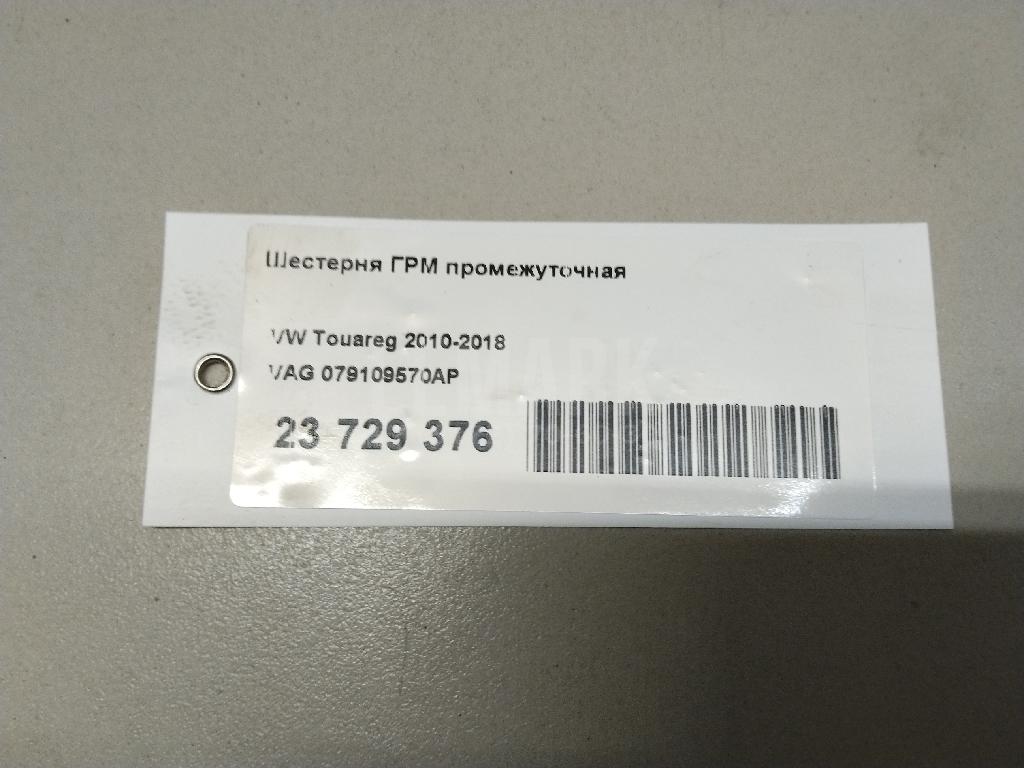 Шестерня ГРМ промежуточная
VW Touareg 2010-2018
VAG 079109570AP
23 729 376